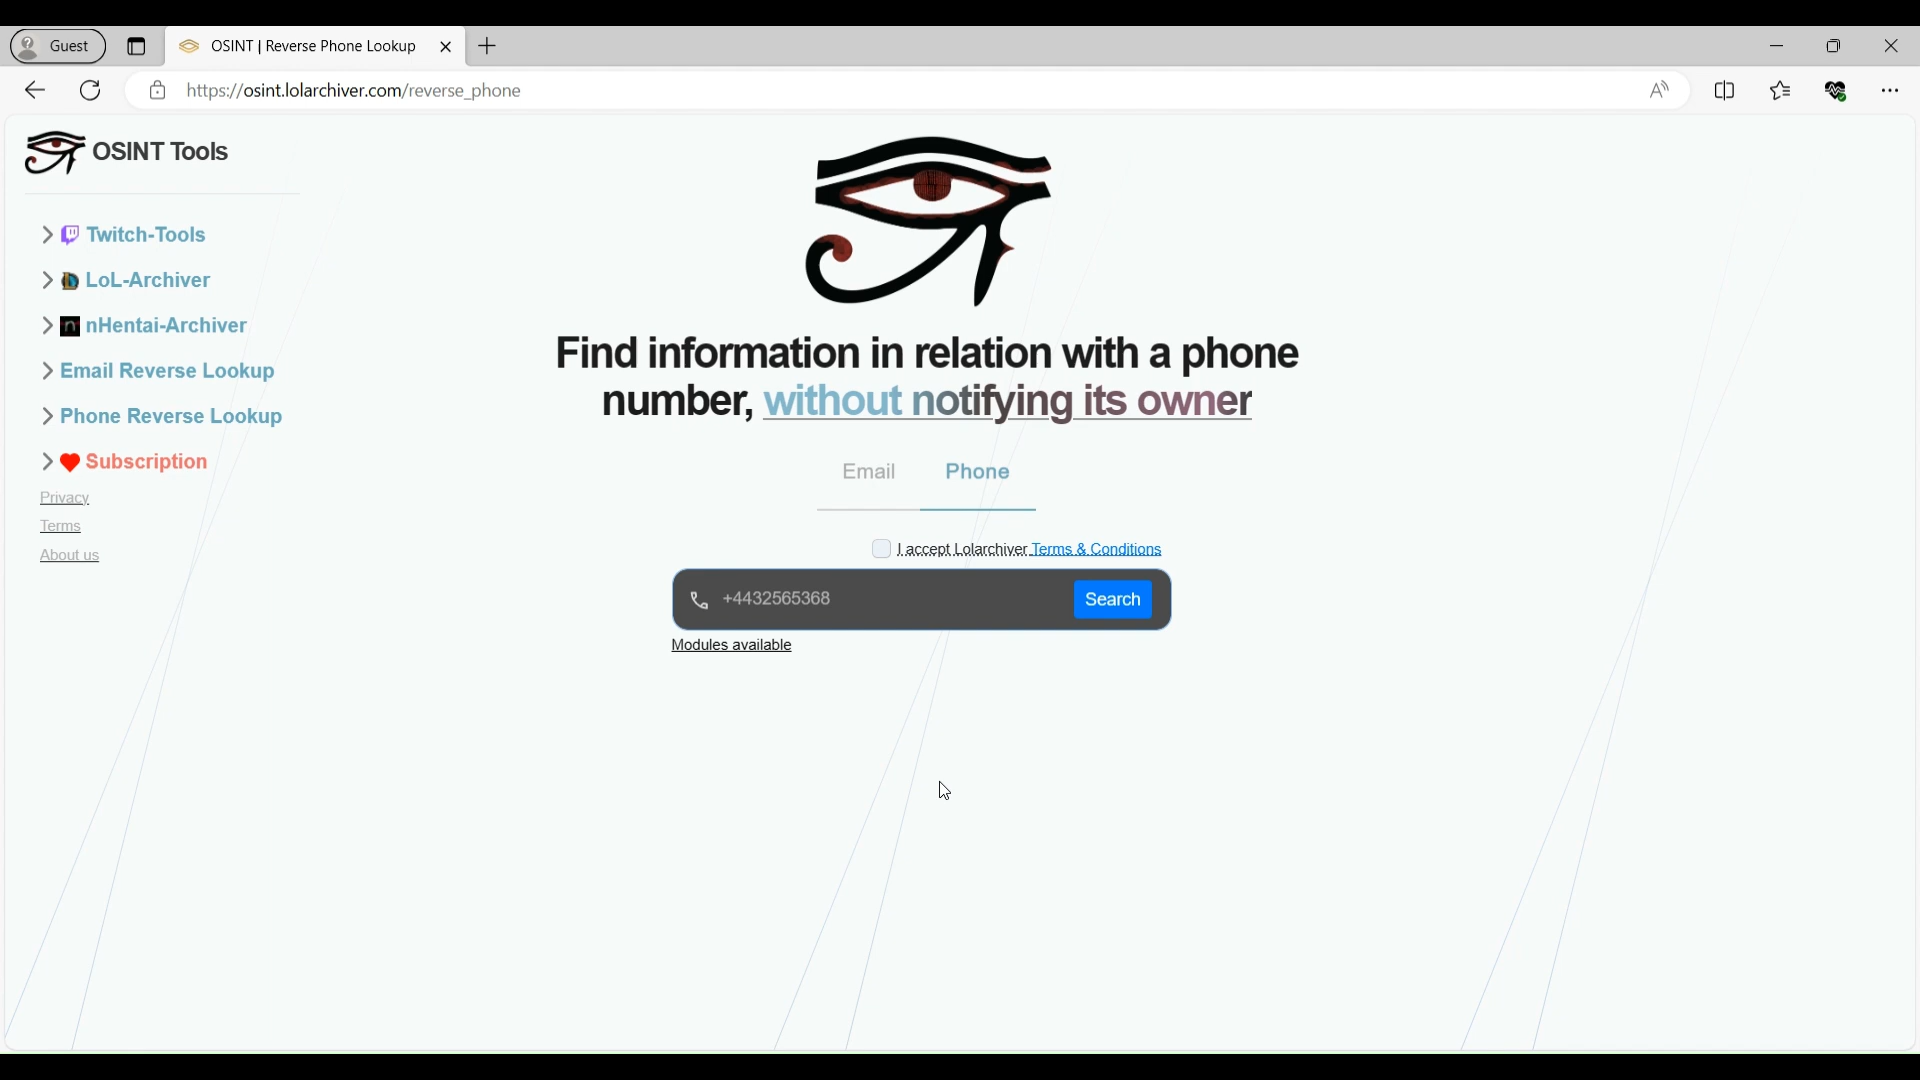 Guest
OSINT | Reverse Phone Lookup
https://osint.lolarchiver.com/reverse_phone
OSINT Tools
Twitch-Tools
LoL-Archiver
nHentai-Archiver
Email Reverse Lookup
Phone Reverse Lookup
Subscription
Privacy
Terms
About us
Find information in relation with a phone
number, without notifying its owner
Email Phone
I accept Lolarchiver Terms & Conditions
+4432565368 Search
Modules available